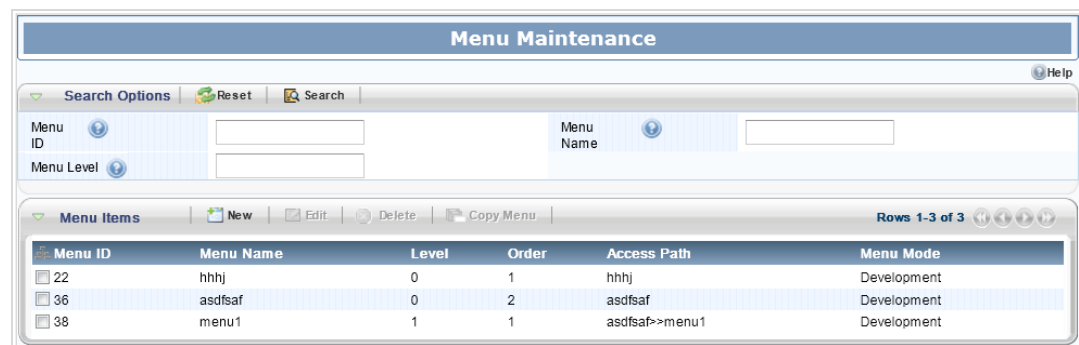 Menu Maintenance
Help
Search Options Reset Search
Menu ID Menu Name
Menu Level
Menu Items New Edit Delete Copy Menu Rows 1-3 of 3
Menu ID Menu Name Level Order Access Path Menu Mode
22 hhhj 0 1 hhhj Development
36 asdfsaf 0 2 asdfsaf Development
38 menu1 1 1 asdfsaf>>menu1 Development